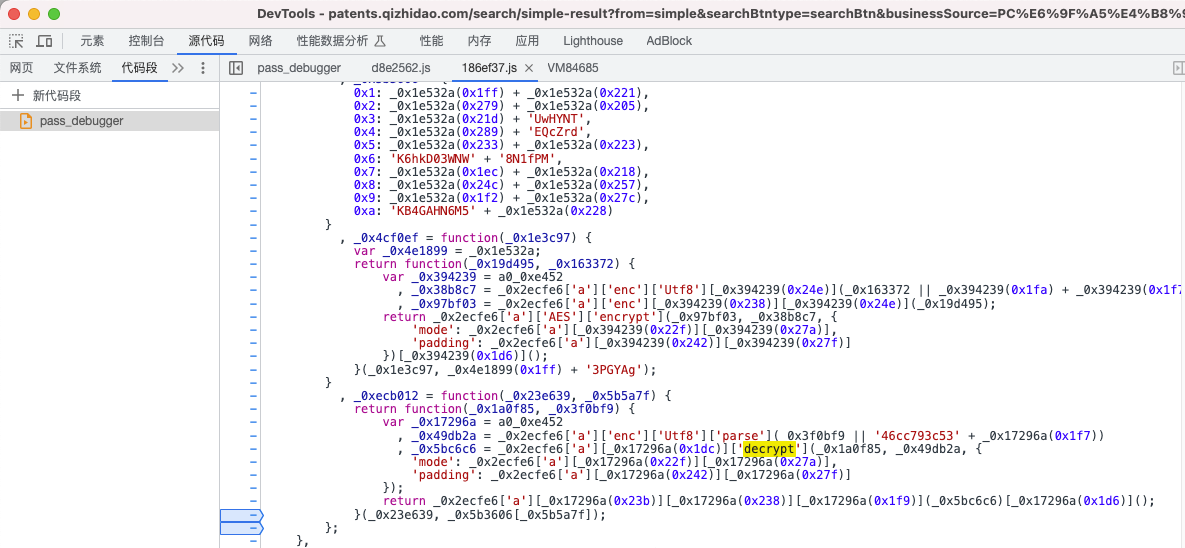 DevTools - patents.qizhidao.com/search/simple-result?from=simple&searchBtntype=searchBtn&businessSource=PC%E6%9F%A5%E4%B8%9
元素 控制台 源代码 网络 性能数据分析 性能 内存 应用 Lighthouse AdBlock
网页 文件系统 代码段 pass_debugger d8e2562.js 186ef37.js × VM84685
+ 新代码段
pass_debugger
0x1: _0x1e532a(0x1ff) + _0x1e532a(0x221),
0x2: _0x1e532a(0x279) + _0x1e532a(0x205),
0x3: _0x1e532a(0x21d) + 'UwHYNT',
0x4: _0x1e532a(0x289) + 'EQcZrd',
0x5: _0x1e532a(0x233) + _0x1e532a(0x223),
0x6: 'K6hkD03WNW' + '8N1fPM',
0x7: _0x1e532a(0x1ec) + _0x1e532a(0x218),
0x8: _0x1e532a(0x24c) + _0x1e532a(0x257),
0x9: _0x1e532a(0x1f2) + _0x1e532a(0x27c),
0xa: 'KB4GAHN6M5' + _0x1e532a(0x228)
}
, _0x4cf0ef = function(_0x1e3c97) {
var _0x4e1899 = _0x1e532a;
return function(_0x19d495, _0x163372) {
var _0x394239 = a0_0xe452
, _0x38b8c7 = _0x2ecfe6['a']['enc']['Utf8'][_0x394239(0x24e)](_0x163372 || _0x394239(0x1fa) + _0x394239(0x1f7
, _0x97bf03 = _0x2ecfe6['a']['enc'][_0x394239(0x238)][_0x394239(0x24e)](_0x19d495);
return _0x2ecfe6['a']['AES']['encrypt'](_0x97bf03, _0x38b8c7, {
'mode': _0x2ecfe6['a'][_0x394239(0x22f)][_0x394239(0x27a)],
'padding': _0x2ecfe6['a'][_0x394239(0x242)][_0x394239(0x27f)]
})[_0x394239(0x1d6)]();
}(_0x1e3c97, _0x4e1899(0x1ff) + '3PGYAg');
}
, _0xecb012 = function(_0x23e639, _0x5b5a7f) {
return function(_0x1a0f85, _0x3f0bf9) {
var _0x17296a = a0_0xe452
, _0x49db2a = _0x2ecfe6['a']['enc']['Utf8']['parse'](_0x3f0bf9 || '46cc793c53' + _0x17296a(0x1f7))
, _0x5bc6c6 = _0x2ecfe6['a'][_0x17296a(0x1dc)]['decrypt'](_0x1a0f85, _0x49db2a, {
'mode': _0x2ecfe6['a'][_0x17296a(0x22f)][_0x17296a(0x27a)],
'padding': _0x2ecfe6['a'][_0x17296a(0x242)][_0x17296a(0x27f)]
});
return _0x2ecfe6['a'][_0x17296a(0x23b)][_0x17296a(0x238)][_0x17296a(0x1f9)](_0x5bc6c6)[_0x17296a(0x1d6)]();
}(_0x23e639, _0x5b3606[_0x5b5a7f]);
};
},